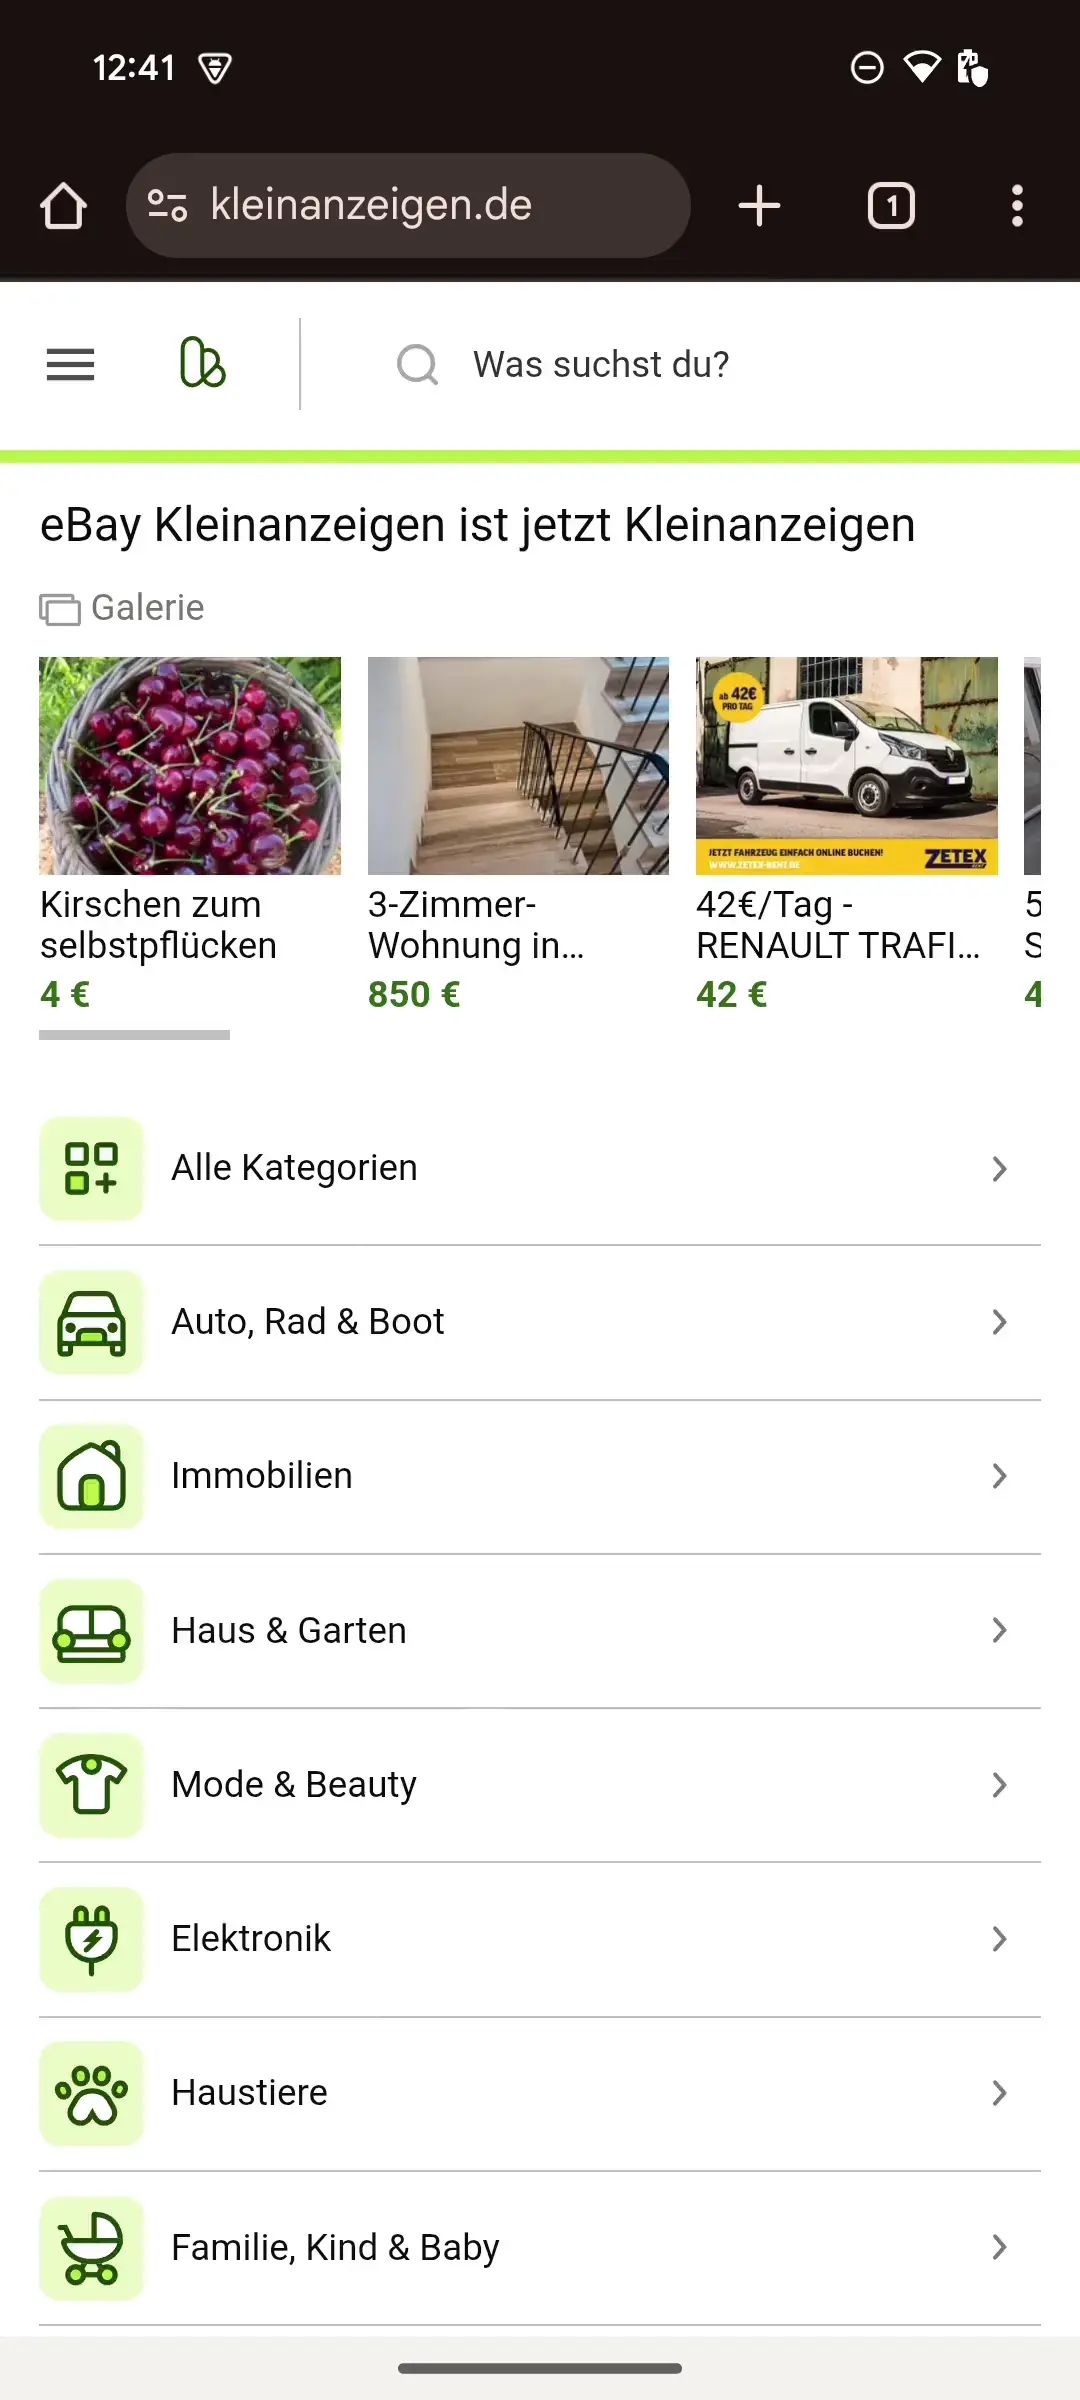 12:41
kleinanzeigen.de
1
Was suchst du?
eBay Kleinanzeigen ist jetzt Kleinanzeigen
Galerie
ab 42€
PRO TAG
JETZT FAHRZEUG EINFACH ONLINE BUCHEN!
WWW.ZETEX-RENT.DE
ZETEX
Kirschen zum
selbstpflücken
4 €
3-Zimmer-
Wohnung in...
850 €
42€/Tag -
RENAULT TRAFI...
42 €
5
S
4
Alle Kategorien
Auto, Rad & Boot
Immobilien
Haus & Garten
Mode & Beauty
Elektronik
Haustiere
Familie, Kind & Baby